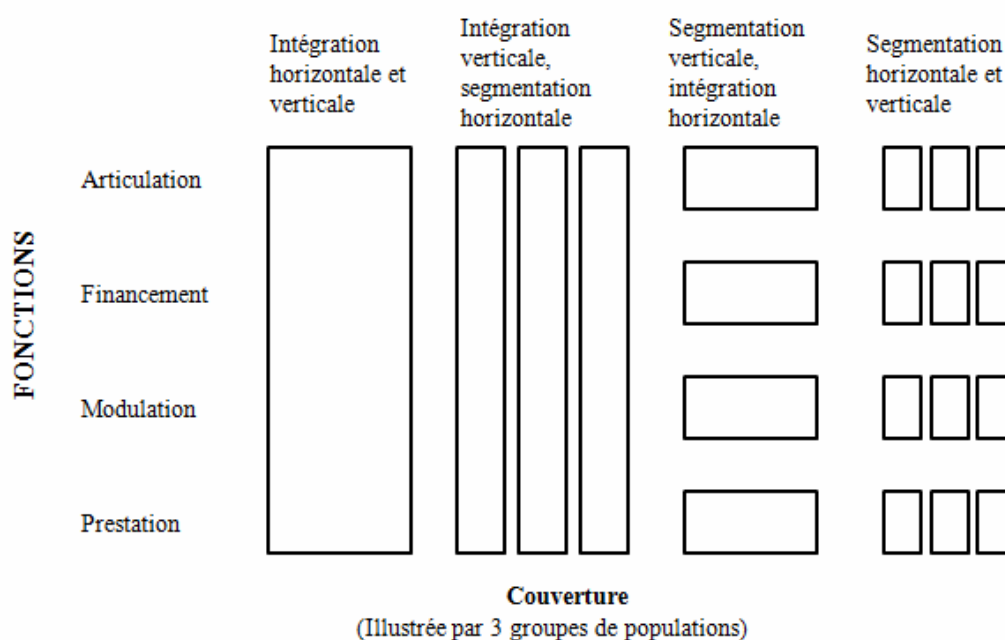 Intégration
horizontale et
verticale
Intégration
verticale,
segmentation
horizontale
Segmentation
verticale,
intégration
horizontale
Segmentation
horizontale et
verticale
FONCTIONS
Articulation
Financement
Modulation
Prestation
Couverture
(Illustrée par 3 groupes de populations)